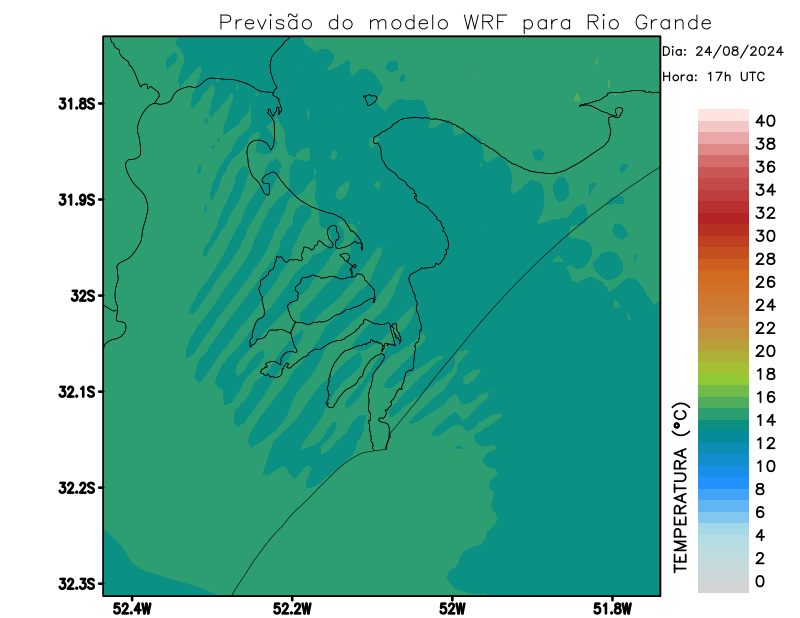 Previsão do modelo WRF para Rio Grande
Dia: 24/08/2024
Hora: 17h UTC
31.8S
31.9S
32S
32.1S
32.2S
32.3S
52.4W
52.2W
52W
51.8W
TEMPERATURA (°C)
40
38
36
34
32
30
28
26
24
22
20
18
16
14
12
10
8
6
4
2
0